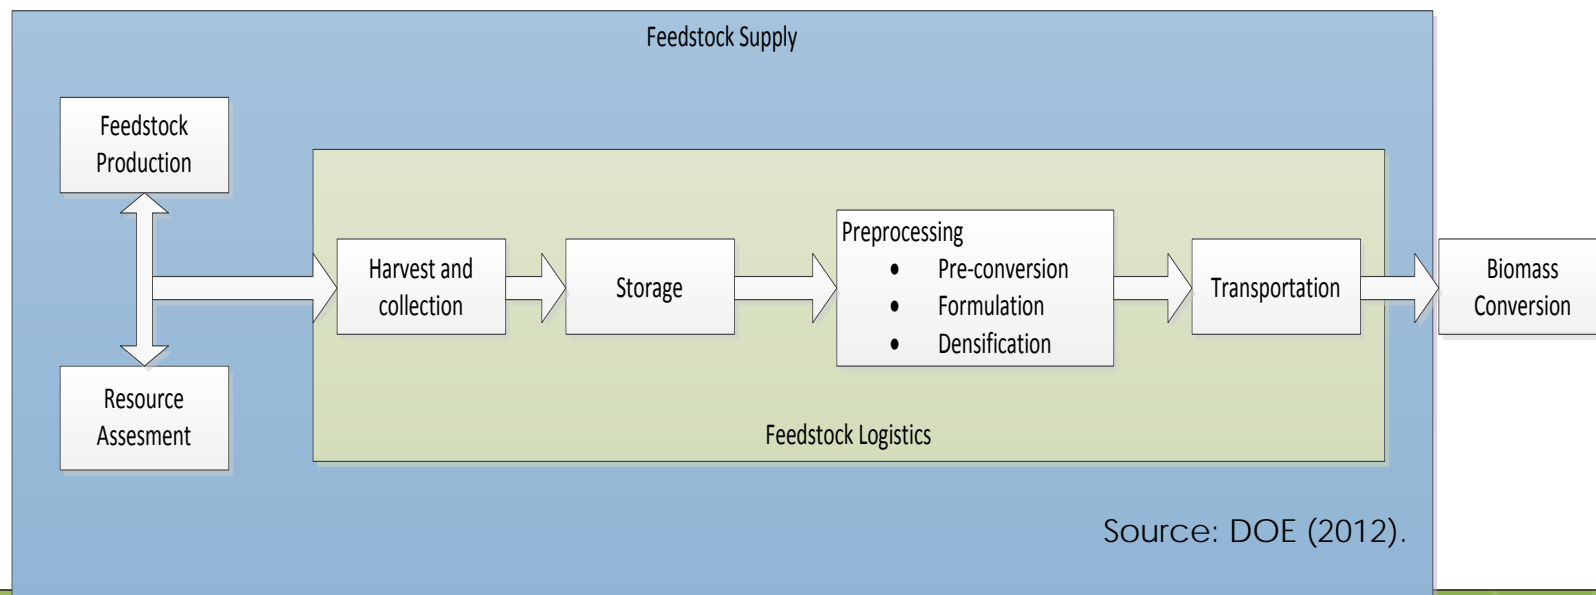 Feedstock Supply
Feedstock
Production
Harvest and
collection
Storage
Preprocessing
• Pre-conversion
• Formulation
• Densification
Transportation
Biomass
Conversion
Resource
Assesment
Feedstock Logistics
Source: DOE (2012).